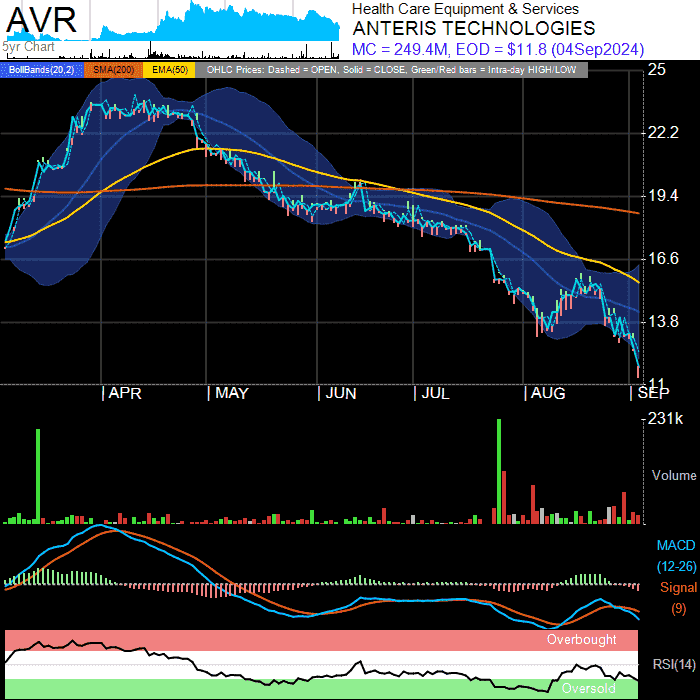 AVR
Health Care Equipment & Services
ANTERIS TECHNOLOGIES
MC = 249.4M, EOD = $11.8 (04Sep2024)
5yr Chart
BollBands(20,2) SMA(200) EMA(50) OHLC Prices: Dashed = OPEN, Solid = CLOSE, Green/Red bars = Intra-day HIGH/LOW
25
22.2
19.4
16.6
13.8
11
APR MAY JUN JUL AUG SEP
231k
Volume
MACD
(12-26)
Signal
(9)
Overbought
RSI(14)
Oversold